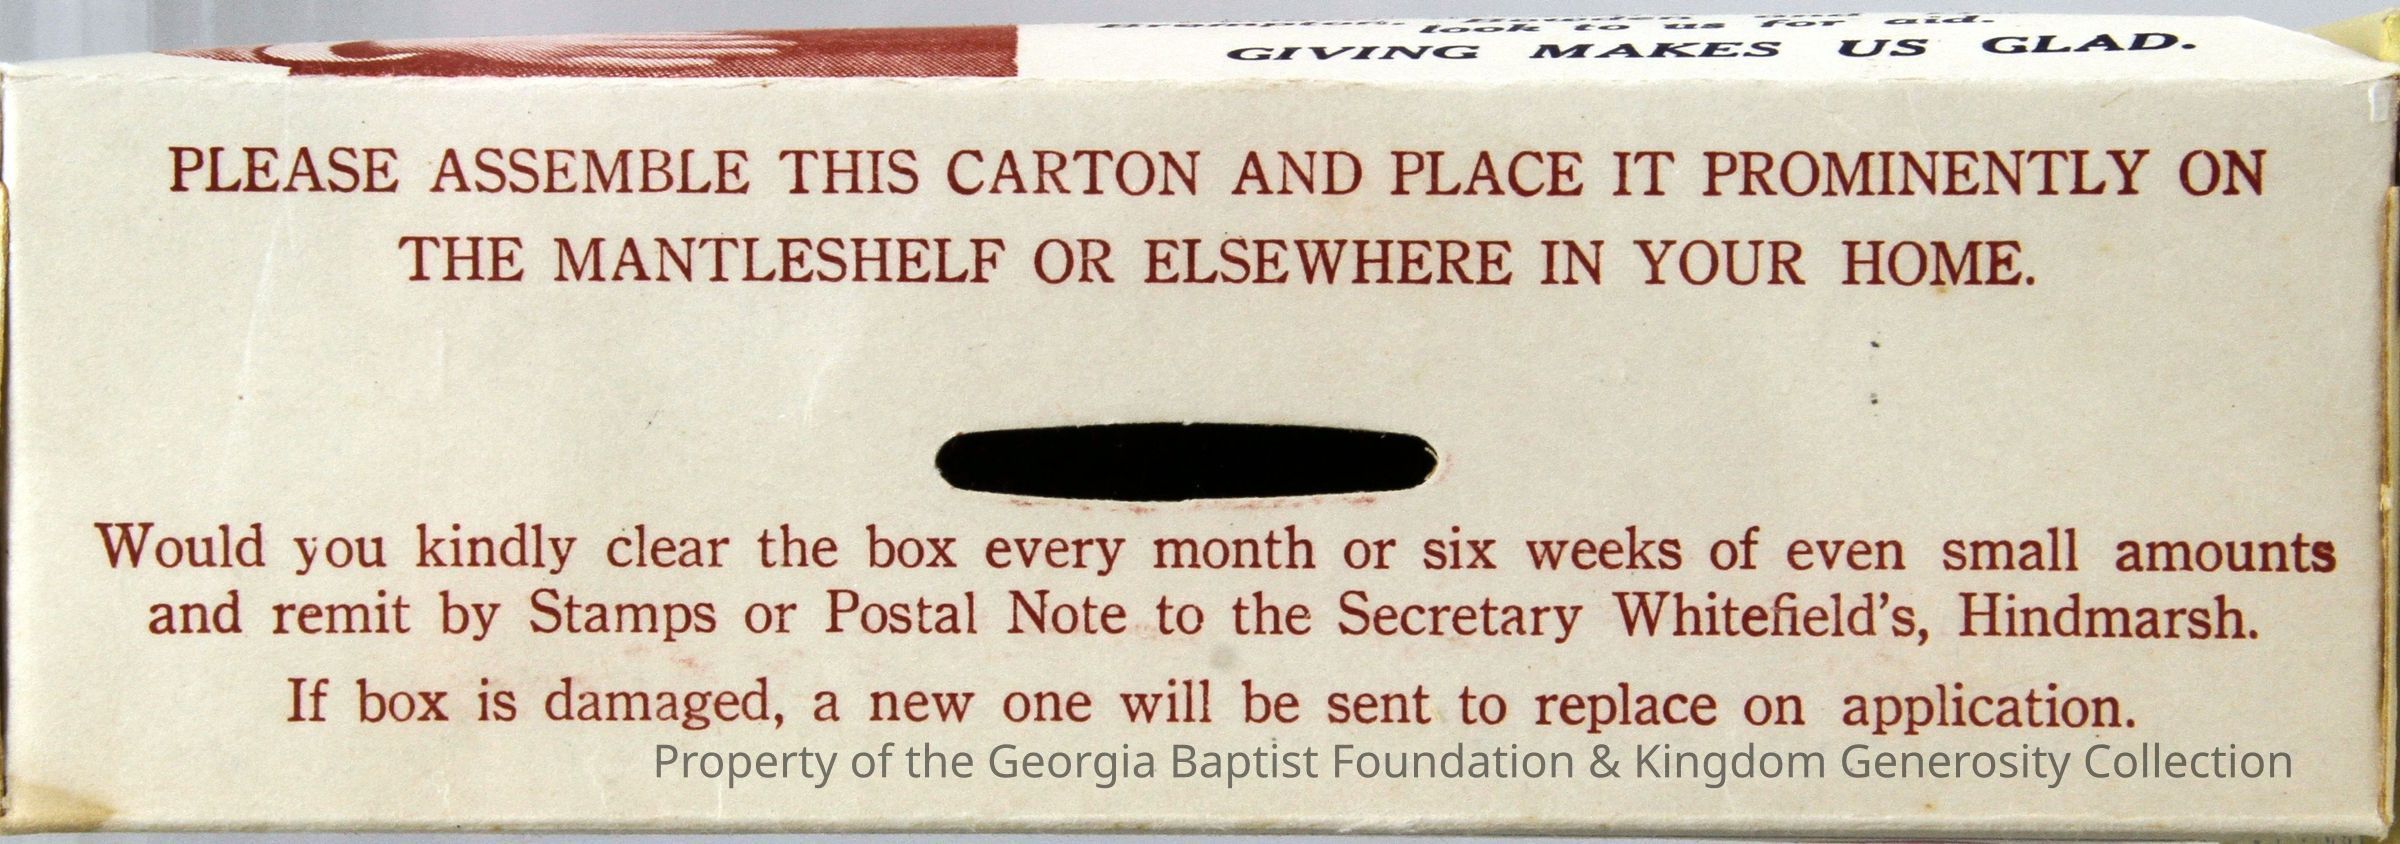 took to us for aid.
GIVING MAKES US GLAD.
PLEASE ASSEMBLE THIS CARTON AND PLACE IT PROMINENTLY ON
THE MANTLESHELF OR ELSEWHERE IN YOUR HOME.
Would you kindly clear the box every month or six weeks of even small amounts
and remit by Stamps or Postal Note to the Secretary Whitefield's, Hindmarsh.
If box is damaged, a new one will be sent to replace on application.
Property of the Georgia Baptist Foundation & Kingdom Generosity Collection